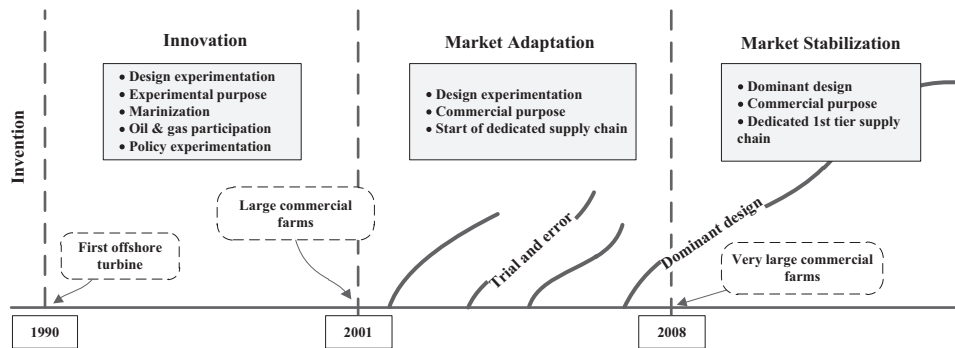 Invention
Innovation
• Design experimentation
• Experimental purpose
• Marinization
• Oil & gas participation
• Policy experimentation
First offshore
turbine
Large commercial
farms
Market Adaptation
• Design experimentation
• Commercial purpose
• Start of dedicated supply chain
Trial and error
Market Stabilization
• Dominant design
• Commercial purpose
• Dedicated 1st tier supply
chain
Dominant design
Very large commercial
farms
1990
2001
2008